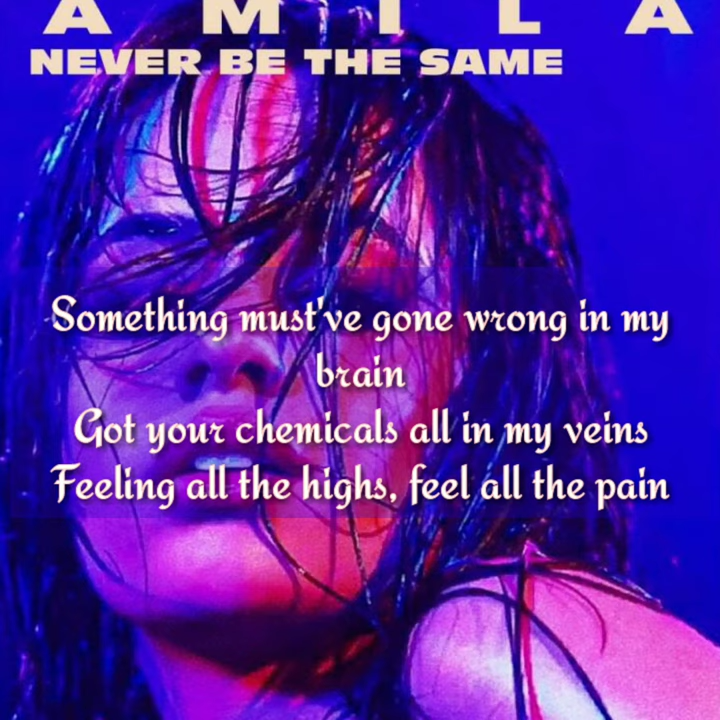 AMILA
NEVER BE THE SAME
Something must've gone wrong in my
brain
Got your chemicals all in my veins
Feeling all the highs, feel all the pain